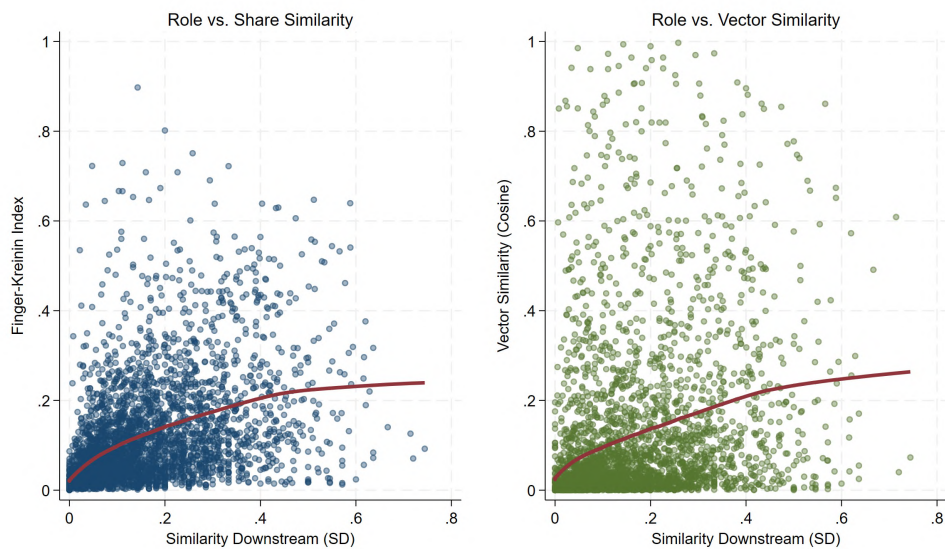 Role vs. Share Similarity
Finger-Kreinin Index
1
.8
.6
.4
.2
0
0 .2 .4 .6 .8
Similarity Downstream (SD)
Role vs. Vector Similarity
Vector Similarity (Cosine)
1
.8
.6
.4
.2
0
0 .2 .4 .6 .8
Similarity Downstream (SD)